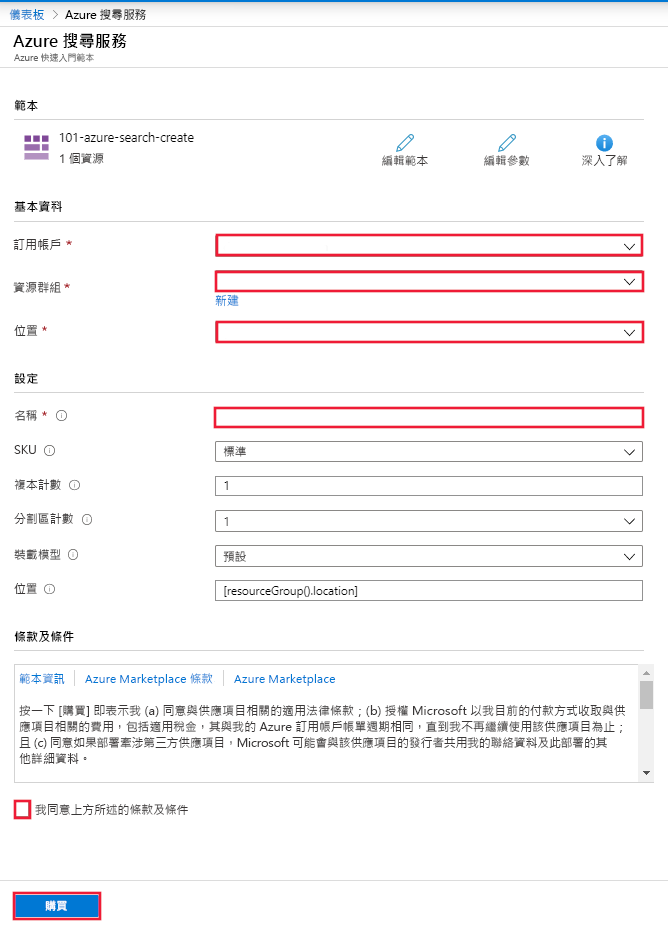 儀表板 > Azure 搜尋服務
Azure 搜尋服務
Azure 快速入門範本
範本
101-azure-search-create
1 個資源
編輯範本 編輯參數 深入了解
基本資料
訂用帳戶 *
資源群組 *
新建
位置 *
設定
名稱 *
SKU 標準
複本計數 1
分割區計數 1
裝載模型 預設
位置 [resourceGroup().location]
條款及條件
範本資訊 Azure Marketplace 條款 Azure Marketplace
按一下 [購買] 即表示我 (a) 同意與供應項目相關的適用法律條款；(b) 授權 Microsoft 以我目前的付款方式收取與供
應項目相關的費用，包括適用稅金，其與我的 Azure 訂用帳戶帳單週期相同，直到我不再繼續使用該供應項目為止；
且 (c) 同意如果部署牽涉第三方供應項目，Microsoft 可能會與該供應項目的發行者共用我的聯絡資料及此部署的其
他詳細資料。
我同意上方所述的條款及條件
購買